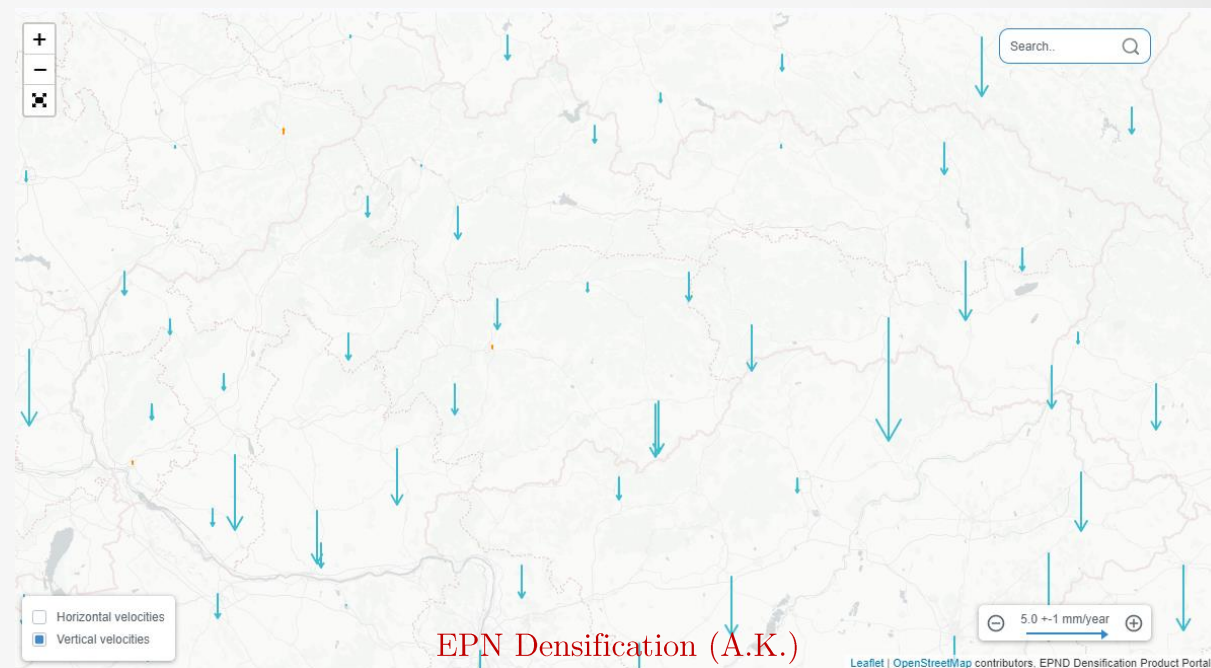 +
Search..
−
Horizontal velocities
Vertical velocities
5.0 +-1 mm/year
EPN Densification (A.K.)
Leaflet | OpenStreetMap contributors, EPND Densification Product Portal